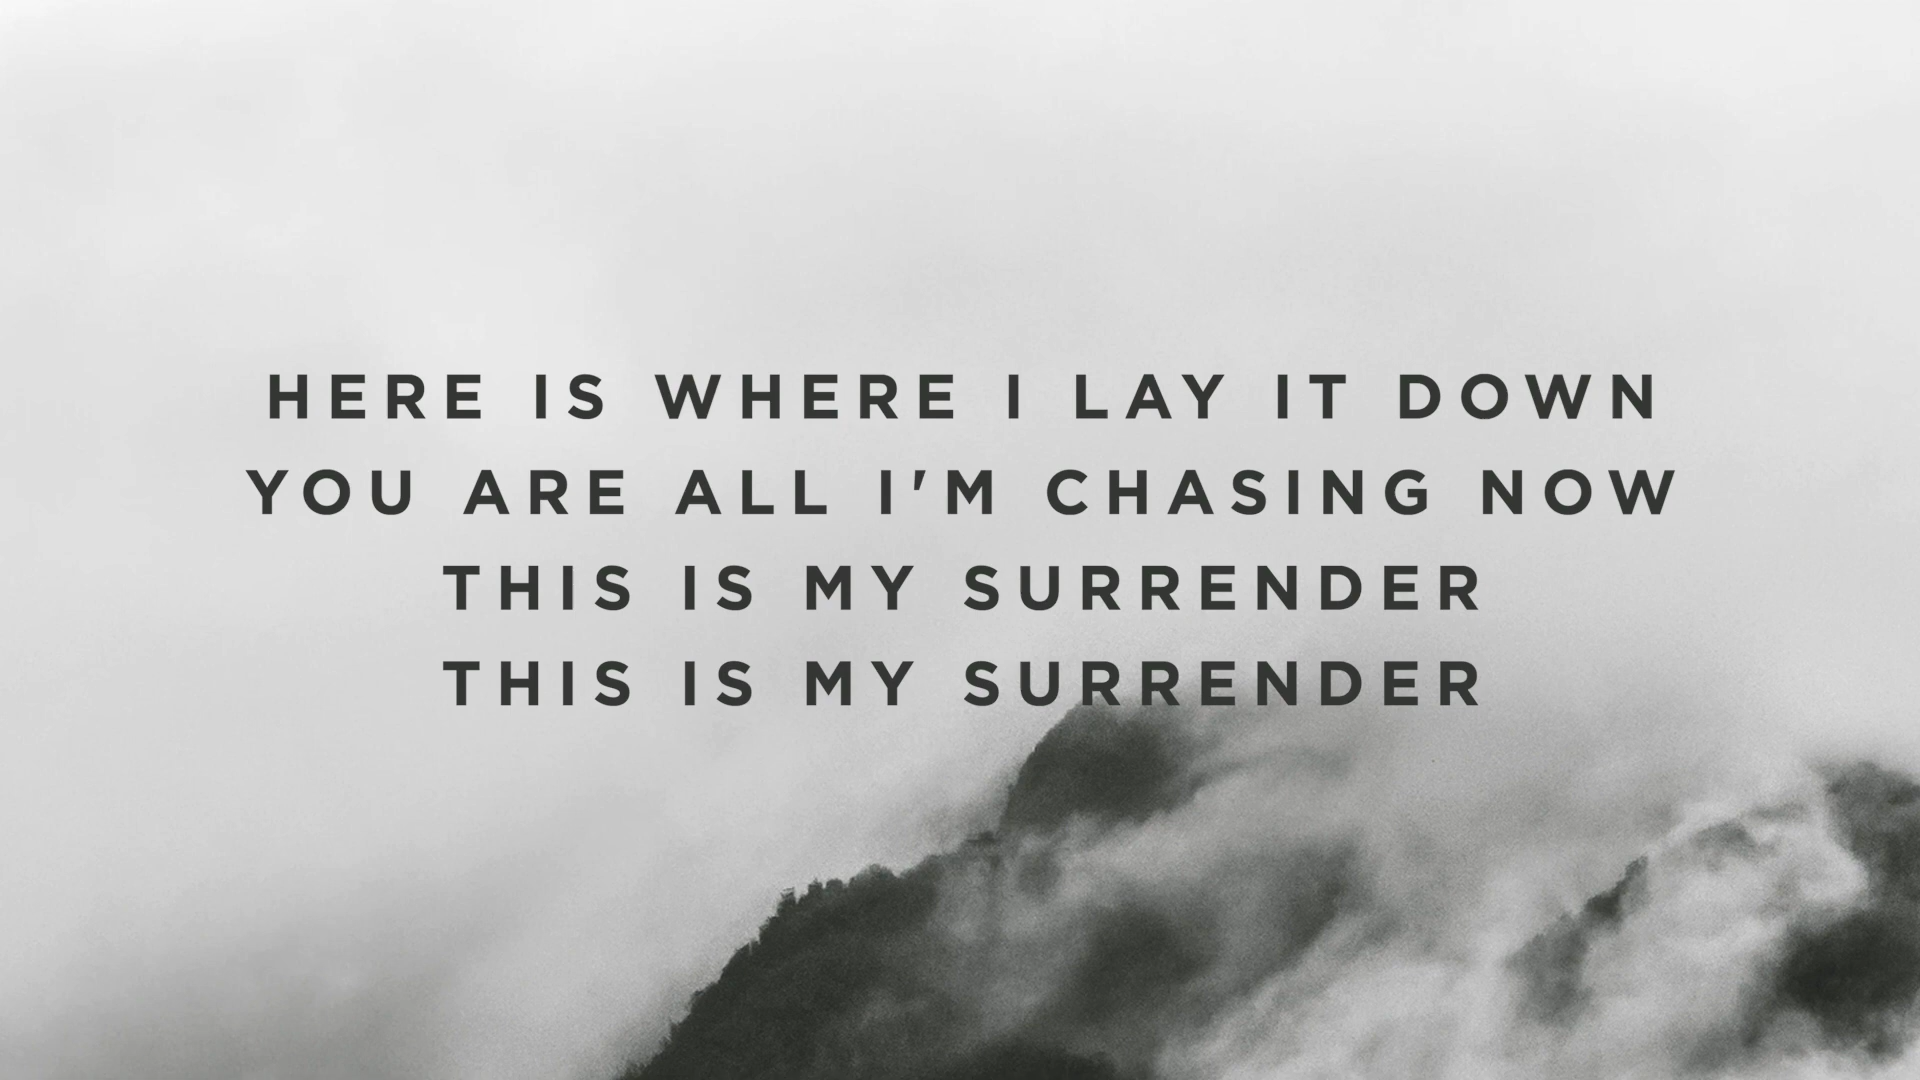 HERE IS WHERE I LAY IT DOWN
YOU ARE ALL I'M CHASING NOW
THIS IS MY SURRENDER
THIS IS MY SURRENDER